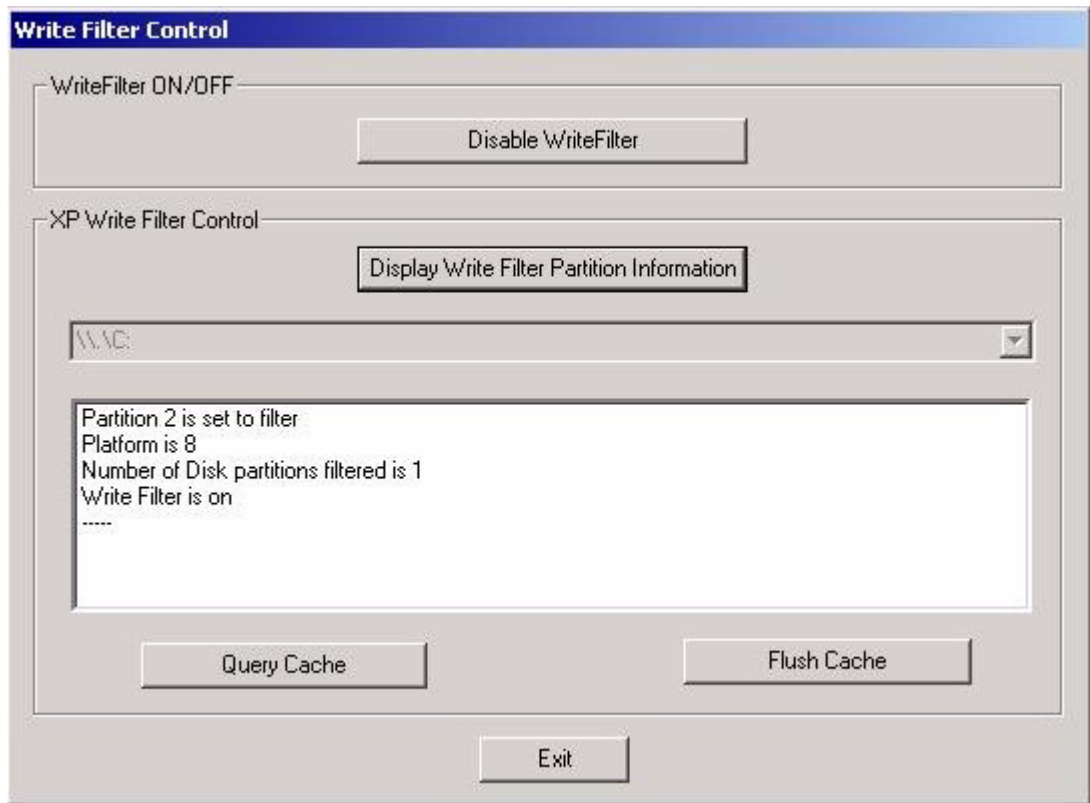 Write Filter Control
WriteFilter ON/OFF
Disable WriteFilter
XP Write Filter Control
Display Write Filter Partition Information
\\.\C:
Partition 2 is set to filter
Platform is 8
Number of Disk partitions filtered is 1
Write Filter is on
-----
Query Cache
Flush Cache
Exit